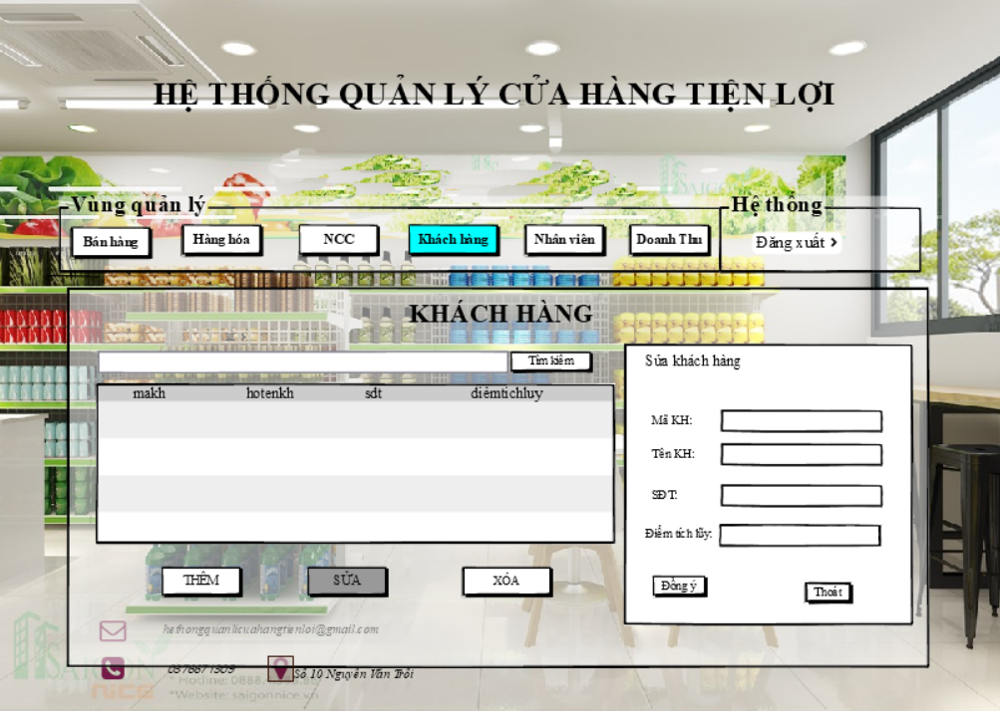 HỆ THỐNG QUẢN LÝ CỬA HÀNG TIỆN LỢI
Vùng quản lý
Hệ thống
Bán hàng
Hàng hóa
NCC
Khách hàng
Nhân viên
Doanh Thu
Đăng xuất >
KHÁCH HÀNG
Tìm kiếm
makh hotenkh sdt diêmtichluy
Sửa khách hàng
Mã KH:
Tên KH:
SĐT:
Điểm tích lũy:
Đồng ý
Thoát
THÊM
SỬA
XÓA
hethongquanlicuahangtienloi@gmail.com
0376871309
Số 10 Nguyễn Văn Trỗi
SAIGON
NICE
* Hotline: 0888.
*Website: saigonnice.vn